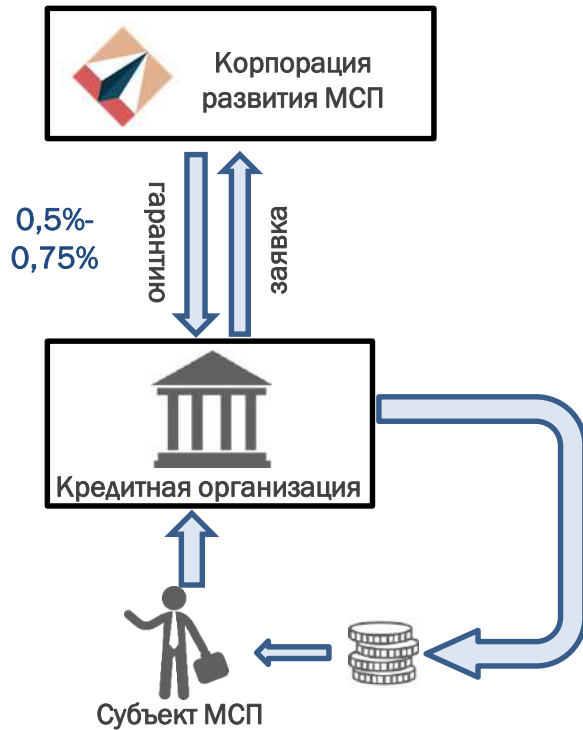 Корпорация
развития МСП
0,5%-
0,75%
гарантию
заявка
Кредитная организация
Субъект МСП